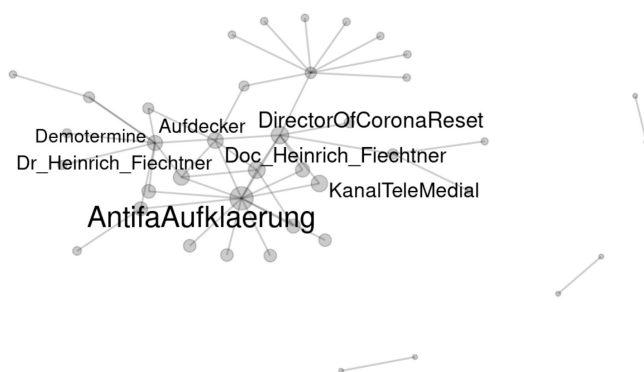 DirectorOfCoronaReset
Aufdecker
Demotermine
Doc_Heinrich_Fiechtner
Dr_Heinrich_Fiechtner
KanalTeleMedial
AntifaAufklaerung